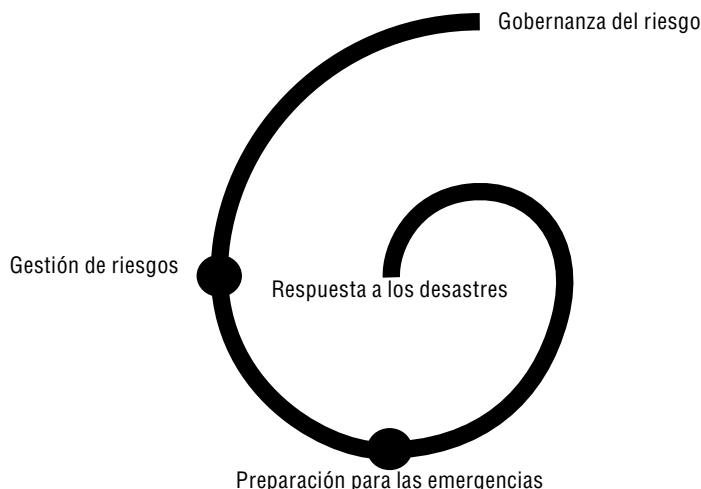 Gobernanza del riesgo
Gestión de riesgos
Respuesta a los desastres
Preparación para las emergencias